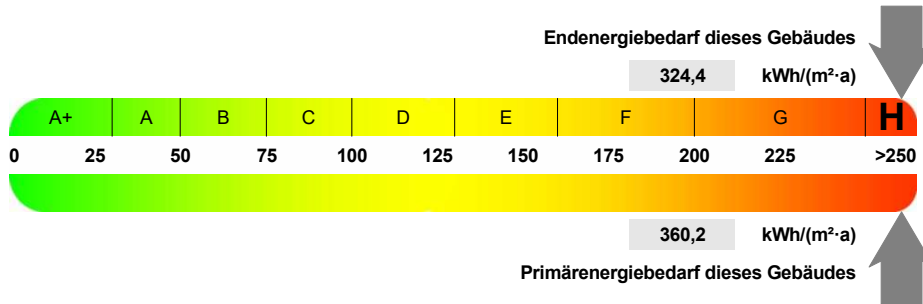 Endenergiebedarf dieses Gebäudes
324,4 kWh/(m²·a)
A+ A B C D E F G H
0 25 50 75 100 125 150 175 200 225 >250
360,2 kWh/(m²·a)
Primärenergiebedarf dieses Gebäudes